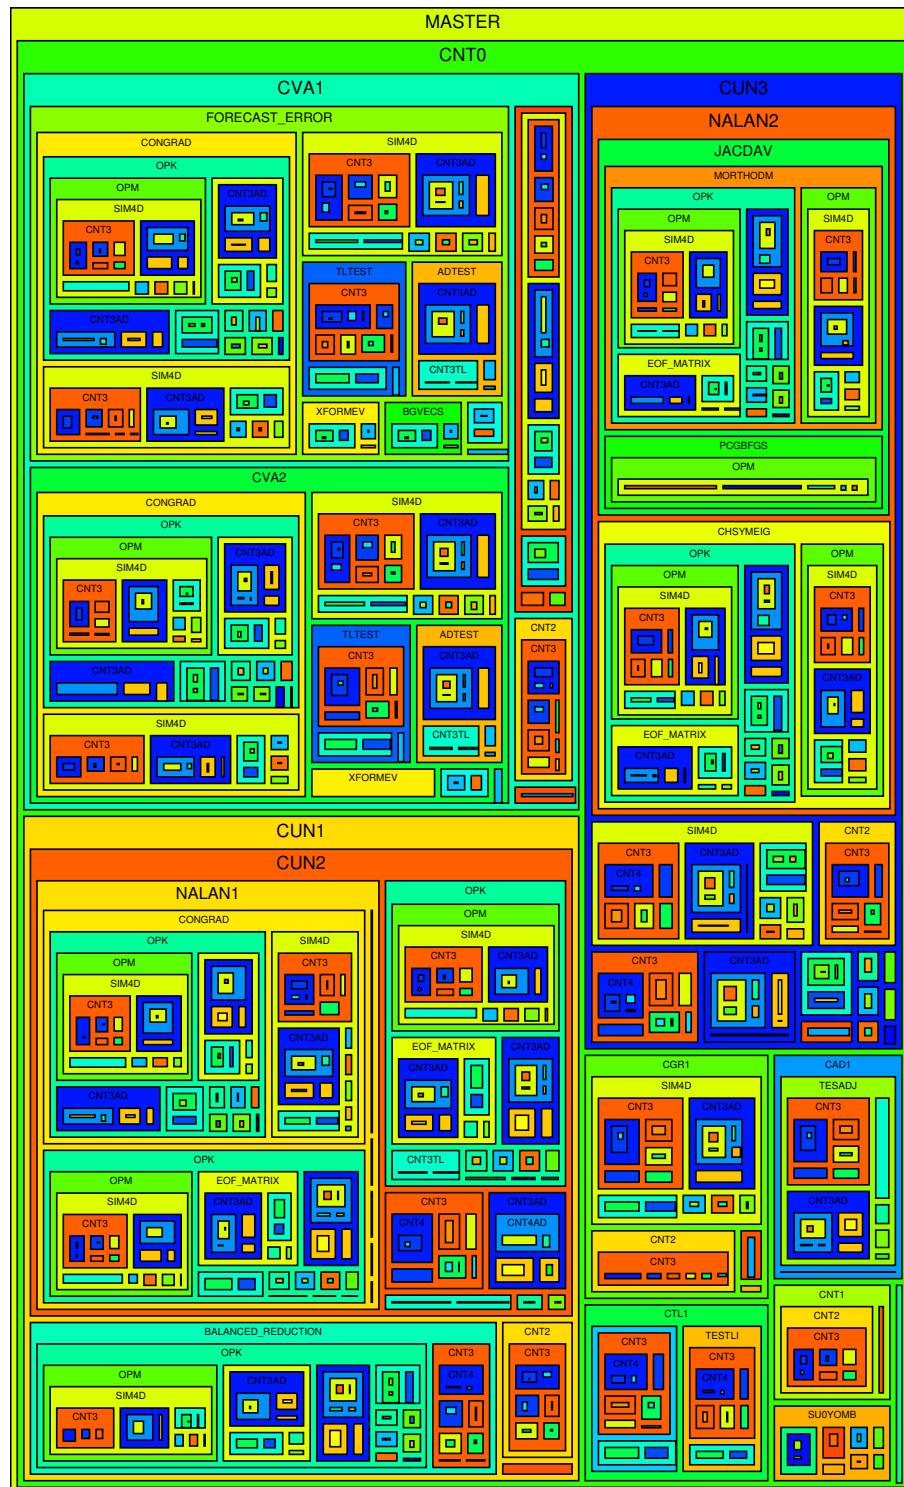 MASTER
CNT0
CVA1
FORECAST_ERROR
CONGRAD
OPK
OPM
SIM4D
CNT3
CNT3AD
CNT3AD
SIM4D
CNT3
CNT3AD
SIM4D
CNT3
CNT3AD
TLTEST
CNT3
ADTEST
CNT3AD
CNT3TL
XFORMEV
BGVECS
CVA2
CONGRAD
OPK
OPM
SIM4D
CNT3
CNT3AD
CNT3AD
SIM4D
CNT3
CNT3AD
SIM4D
CNT3
CNT3AD
TLTEST
CNT3
ADTEST
CNT3AD
CNT3TL
XFORMEV
CNT2
CNT3
CUN1
CUN2
NALAN1
CONGRAD
OPK
OPM
SIM4D
CNT3
CNT3AD
SIM4D
CNT3
CNT3AD
OPK
OPM
SIM4D
CNT3
EOF_MATRIX
CNT3AD
OPK
OPM
SIM4D
CNT3
CNT3AD
EOF_MATRIX
CNT3AD
CNT3AD
CNT3TL
CNT3
CNT4
CNT3AD
CNT4AD
BALANCED_REDUCTION
OPK
OPM
SIM4D
CNT3
CNT3AD
CNT3
CNT4
CNT2
CNT3
CUN3
NALAN2
JACDAV
MORTHODM
OPK
OPM
SIM4D
CNT3
EOF_MATRIX
CNT3AD
OPM
SIM4D
CNT3
PCGBFGS
OPM
CHSYMEIG
OPK
OPM
SIM4D
CNT3
EOF_MATRIX
CNT3AD
OPM
SIM4D
CNT3
CNT3AD
SIM4D
CNT3
CNT4
CNT3AD
CNT2
CNT3
CNT3
CNT4
CNT3AD
CGR1
SIM4D
CNT3
CNT3AD
CNT2
CNT3
CAD1
TESADJ
CNT3
CNT3AD
CTL1
CNT3
CNT4
TESTLI
CNT3
CNT4
CNT1
CNT2
CNT3
SU0YOMB